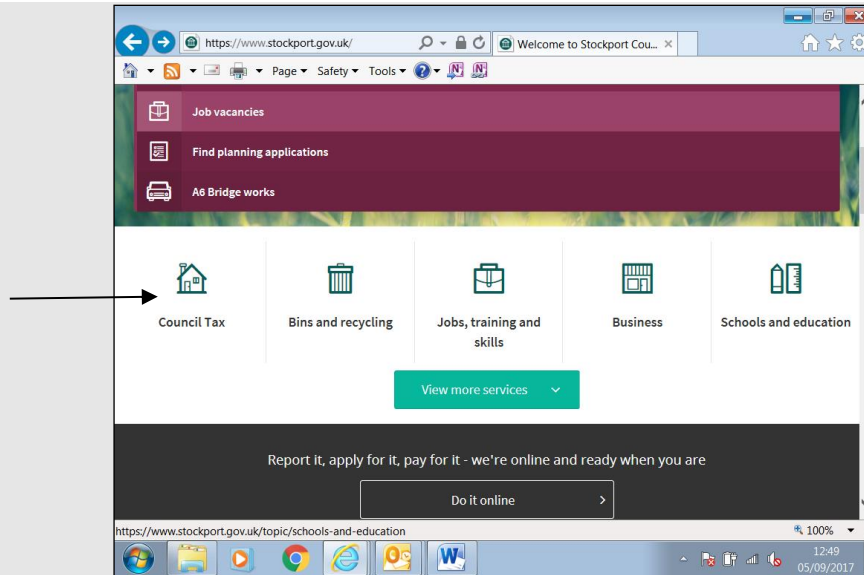 https://www.stockport.gov.uk/
Welcome to Stockport Cou...
Page Safety Tools
Job vacancies
Find planning applications
A6 Bridge works
Council Tax
Bins and recycling
Jobs, training and
skills
Business
Schools and education
View more services
Report it, apply for it, pay for it - we're online and ready when you are
Do it online
https://www.stockport.gov.uk/topic/schools-and-education
100%
12:49
05/09/2017